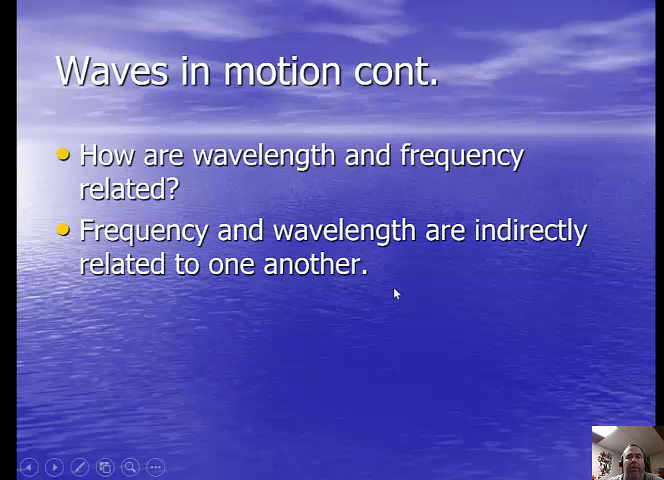 Waves in motion cont.
How are wavelength and frequency
related?
Frequency and wavelength are indirectly
related to one another.